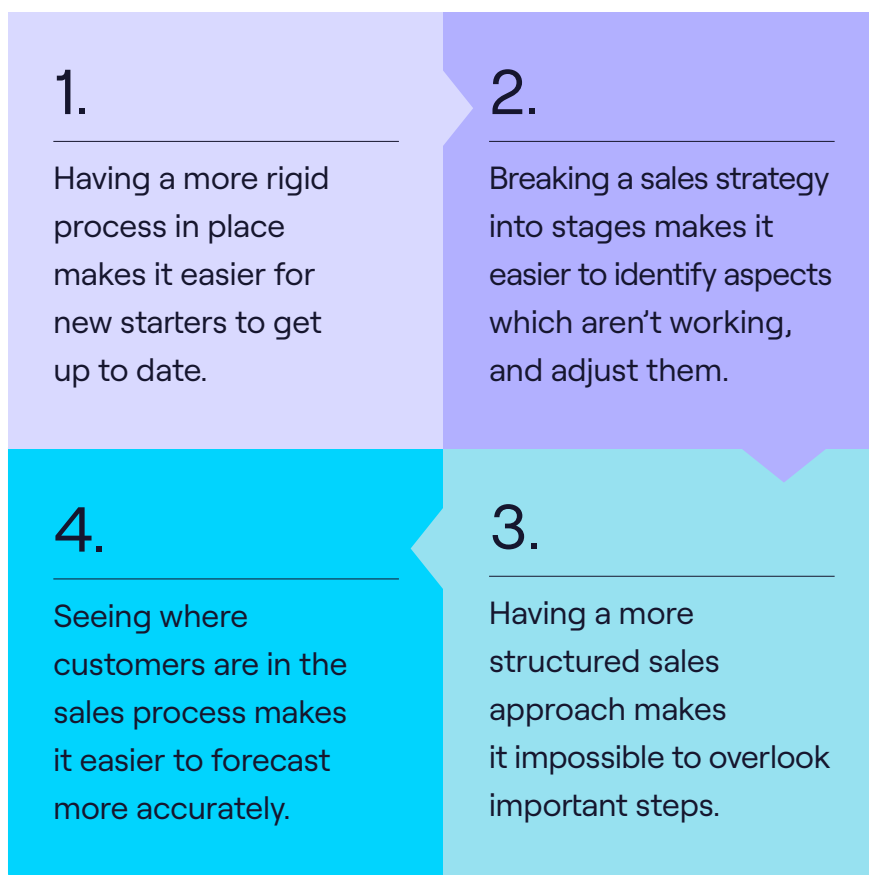 1.
Having a more rigid
process in place
makes it easier for
new starters to get
up to date.
2.
Breaking a sales strategy
into stages makes it
easier to identify aspects
which aren’t working,
and adjust them.
3.
Having a more
structured sales
approach makes
it impossible to overlook
important steps.
4.
Seeing where
customers are in the
sales process makes
it easier to forecast
more accurately.